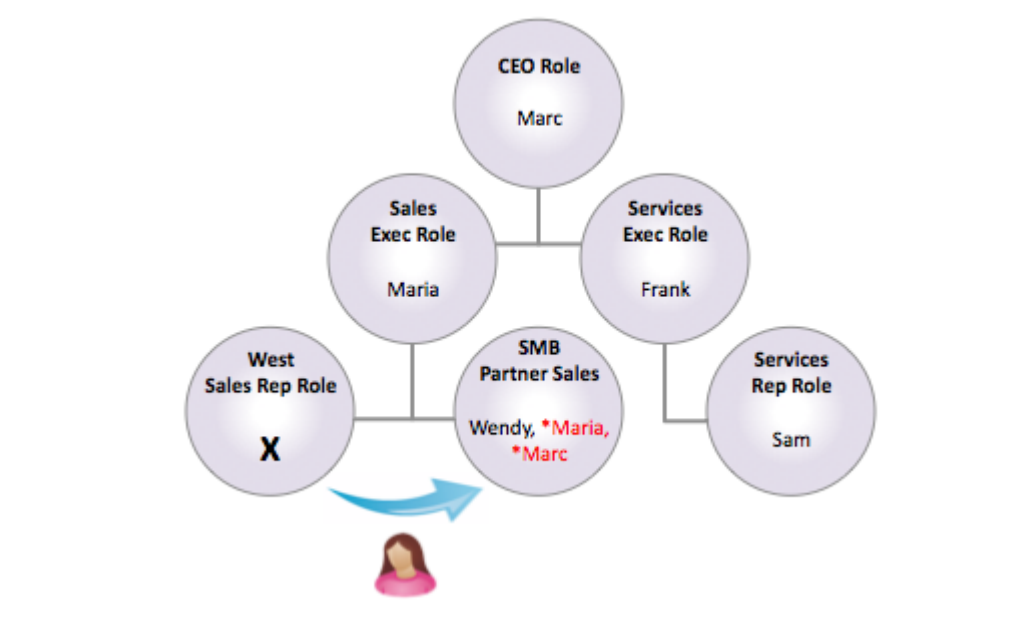 CEO Role
Marc
Sales
Exec Role
Maria
Services
Exec Role
Frank
West
Sales Rep Role
X
SMB
Partner Sales
Wendy, *Maria,
*Marc
Services
Rep Role
Sam